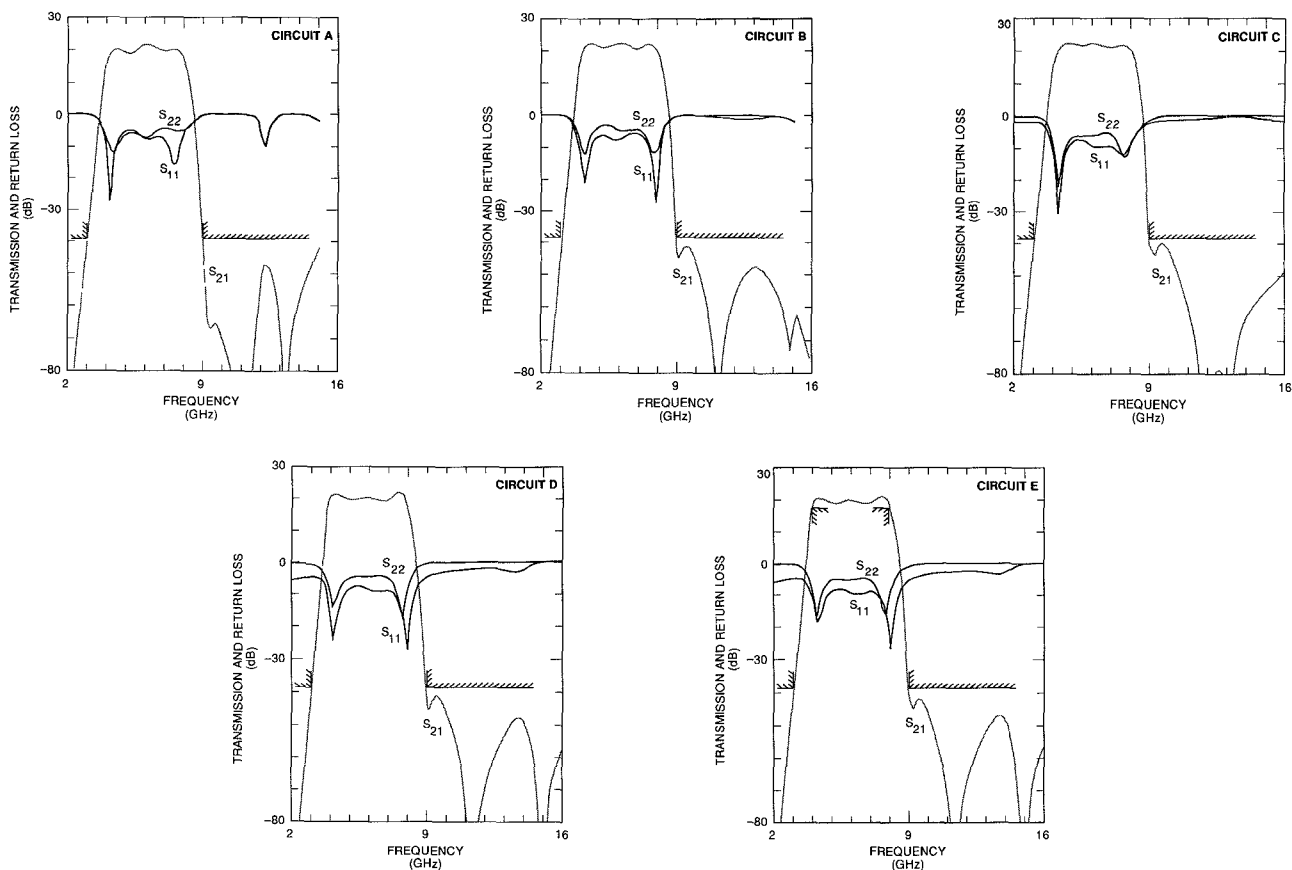 CIRCUIT A
TRANSMISSION AND RETURN LOSS
(dB)
30
0
−30
−80
S22
S11
S21
2
9
16
FREQUENCY
(GHz)
CIRCUIT B
TRANSMISSION AND RETURN LOSS
(dB)
30
0
−30
−80
S22
S11
S21
2
9
16
FREQUENCY
(GHz)
CIRCUIT C
TRANSMISSION AND RETURN LOSS
(dB)
30
0
−30
−80
S22
S11
S21
2
9
16
FREQUENCY
(GHz)
CIRCUIT D
TRANSMISSION AND RETURN LOSS
(dB)
30
0
−30
−80
S22
S11
S21
2
9
16
FREQUENCY
(GHz)
CIRCUIT E
TRANSMISSION AND RETURN LOSS
(dB)
30
0
−30
−80
S22
S11
S21
2
9
16
FREQUENCY
(GHz)